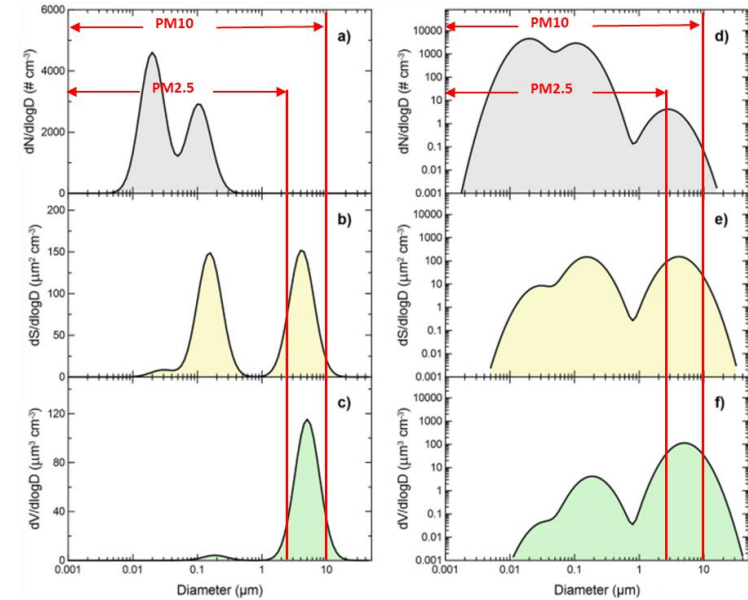 PM10
PM2.5
a)
6000
4000
2000
0
dN/dlogD (# cm⁻³)
b)
200
150
100
50
0
dS/dlogD (μm² cm⁻³)
c)
120
80
40
0
dV/dlogD (μm³ cm⁻³)
0.001
0.01
0.1
1
10
Diameter (μm)
PM10
PM2.5
d)
10000
1000
100
10
1
0.1
0.01
0.001
dN/dlogD (# cm⁻³)
e)
10000
1000
100
10
1
0.1
0.01
0.001
dS/dlogD (μm² cm⁻³)
f)
10000
1000
100
10
1
0.1
0.01
0.001
dV/dlogD (μm³ cm⁻³)
0.001
0.01
0.1
1
10
Diameter (μm)